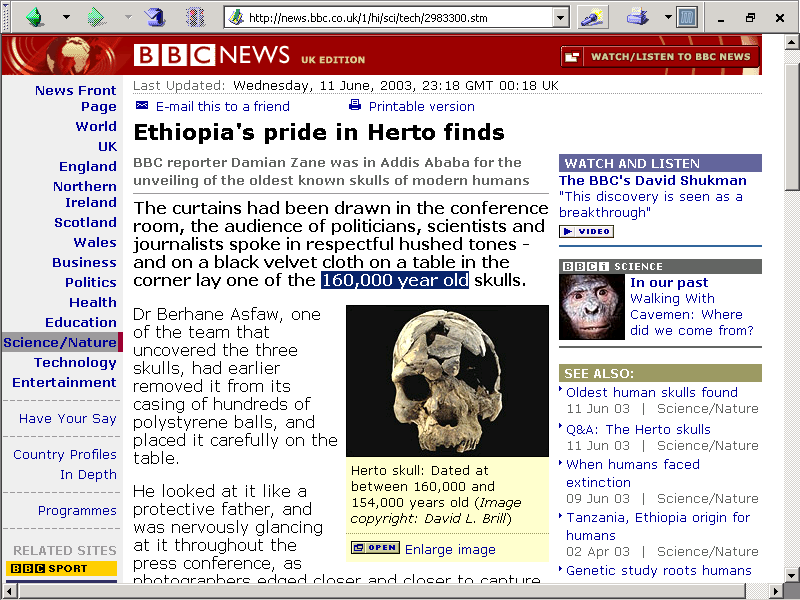 http://news.bbc.co.uk/1/hi/sci/tech/2983300.stm
BBC NEWS UK EDITION
WATCH/LISTEN TO BBC NEWS
News Front
Page
World
UK
England
Northern
Ireland
Scotland
Wales
Business
Politics
Health
Education
Science/Nature
Technology
Entertainment
Have Your Say
Country Profiles
In Depth
Programmes
RELATED SITES
BBC SPORT
Last Updated: Wednesday, 11 June, 2003, 23:18 GMT 00:18 UK
E-mail this to a friend
Printable version
Ethiopia's pride in Herto finds
BBC reporter Damian Zane was in Addis Ababa for the
unveiling of the oldest known skulls of modern humans
The curtains had been drawn in the conference
room, the audience of politicians, scientists and
journalists spoke in respectful hushed tones -
and on a black velvet cloth on a table in the
corner lay one of the 160,000 year old skulls.
Dr Berhane Asfaw, one
of the team that
uncovered the three
skulls, had earlier
removed it from its
casing of hundreds of
polystyrene balls, and
placed it carefully on the
table.
He looked at it like a
protective father, and
was nervously glancing
at it throughout the
press conference, as
photographers edged closer and closer to capture
Herto skull: Dated at
between 160,000 and
154,000 years old (Image
copyright: David L. Brill)
OPEN Enlarge image
WATCH AND LISTEN
The BBC's David Shukman
"This discovery is seen as a
breakthrough"
VIDEO
BBCi SCIENCE
In our past
Walking With
Cavemen: Where
did we come from?
SEE ALSO:
Oldest human skulls found
11 Jun 03 | Science/Nature
Q&A: The Herto skulls
11 Jun 03 | Science/Nature
When humans faced
extinction
09 Jun 03 | Science/Nature
Tanzania, Ethiopia origin for
humans
02 Apr 03 | Science/Nature
Genetic study roots humans